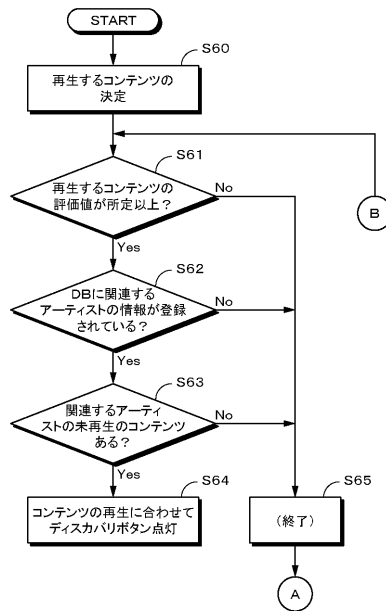 START
S60
再生するコンテンツの
決定
S61
再生するコンテンツの
評価値が所定以上？
No
B
Yes
S62
DBに関連する
アーティストの情報が登録
されている？
No
Yes
S63
関連するアーティ
ストの未再生のコンテンツ
ある？
No
Yes
S64
コンテンツの再生に合わせて
ディスカバリボタン点灯
S65
(終了)
A